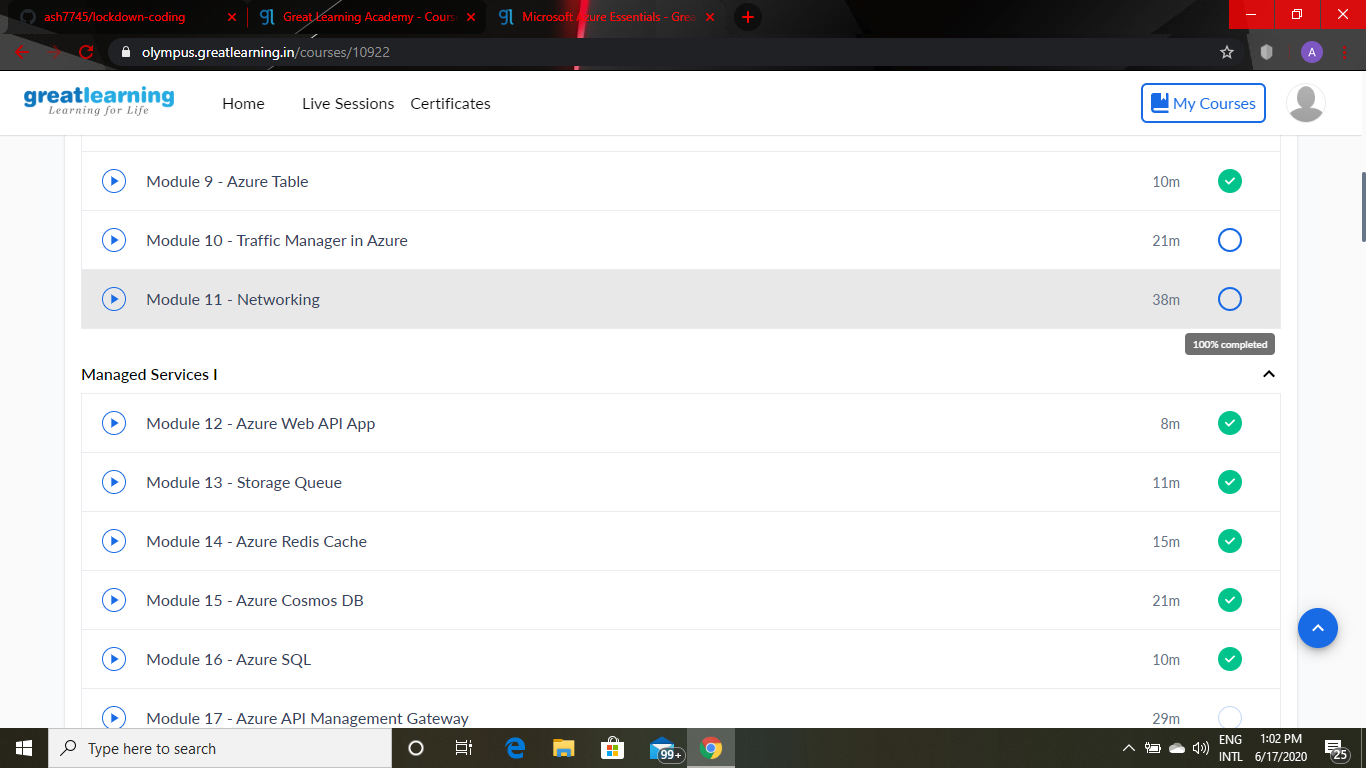 ash7745/lockdown-coding
Great Learning Academy - Cours
Microsoft Azure Essentials - Grea
olympus.greatlearning.in/courses/10922
A
greatlearning
Learning for Life
Home
Live Sessions
Certificates
My Courses
Module 9 - Azure Table 10m
Module 10 - Traffic Manager in Azure 21m
Module 11 - Networking 38m
100% completed
Managed Services I
Module 12 - Azure Web API App 8m
Module 13 - Storage Queue 11m
Module 14 - Azure Redis Cache 15m
Module 15 - Azure Cosmos DB 21m
Module 16 - Azure SQL 10m
Module 17 - Azure API Management Gateway 29m
Type here to search
99+
ENG
INTL
1:02 PM
6/17/2020
25